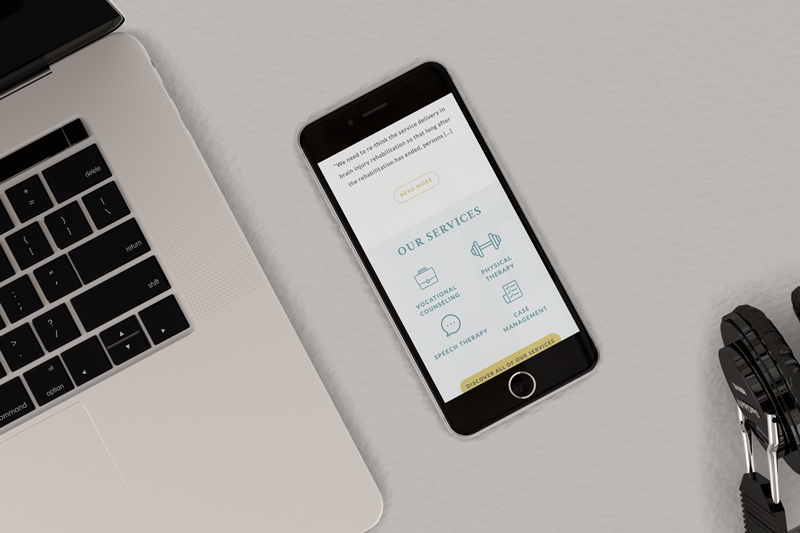 delete
+
=
}
]
|
\
{
[
return
"
'
:
;
shift
?
/
>
.
alt
option
command
"We need to re-think the service delivery in
brain injury rehabilitation so that long after
the rehabilitation has ended, persons [...]
READ MORE
OUR SERVICES
VOCATIONAL
COUNSELING
PHYSICAL
THERAPY
SPEECH THERAPY
CASE
MANAGEMENT
DISCOVER ALL OF OUR SERVICES